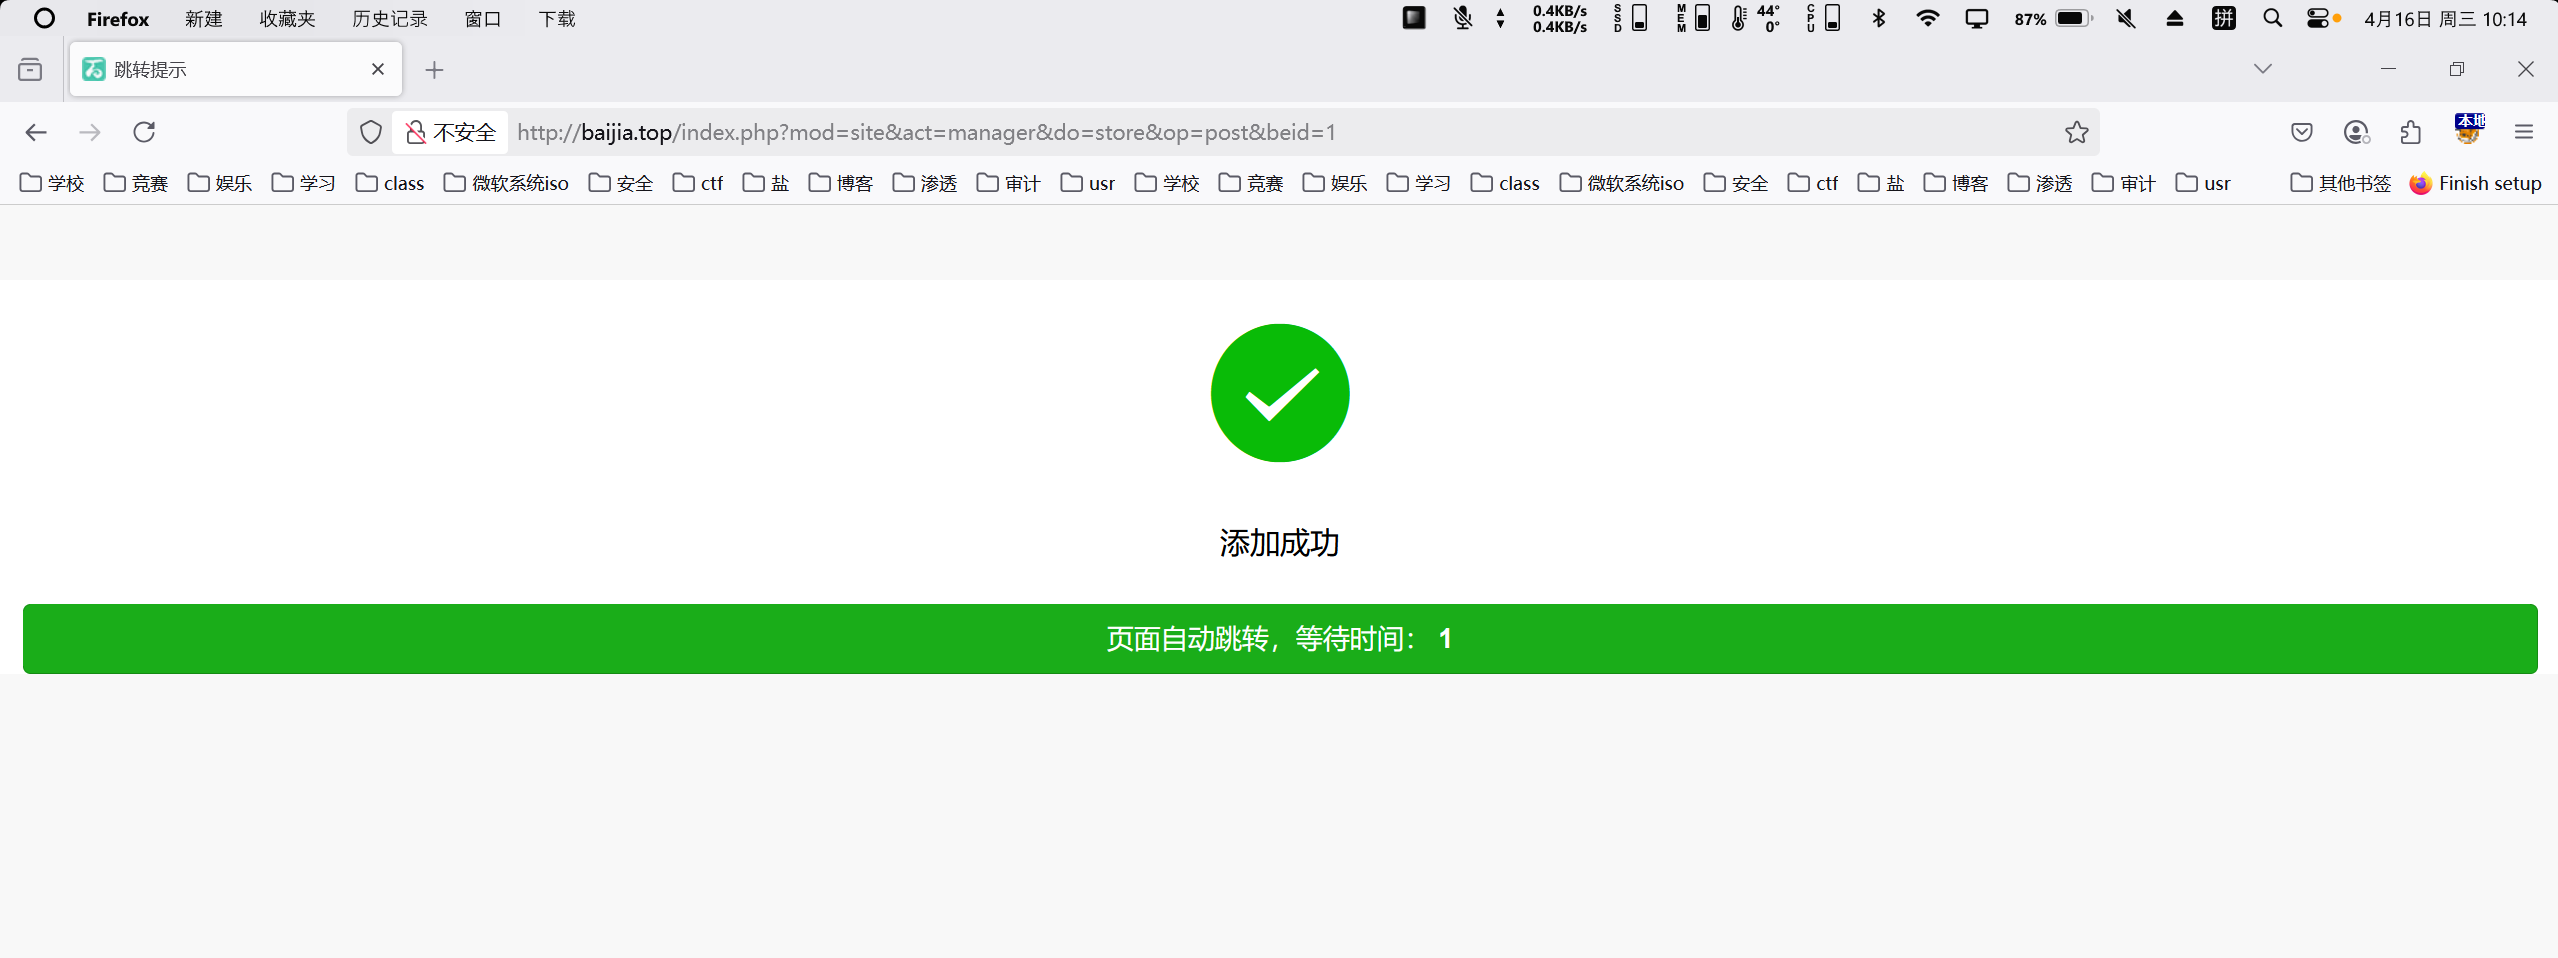 Firefox 新建 收藏夹 历史记录 窗口 下载 0.4KB/s 0.4KB/s SSD MEM 44° 0° CPU 87% 拼 4月16日 周三 10:14
跳转提示
不安全 http://baijia.top/index.php?mod=site&act=manager&do=store&op=post&beid=1 本地
学校 竞赛 娱乐 学习 class 微软系统iso 安全 ctf 盐 博客 渗透 审计 usr 学校 竞赛 娱乐 学习 class 微软系统iso 安全 ctf 盐 博客 渗透 审计 usr 其他书签 Finish setup
添加成功
页面自动跳转，等待时间： 1